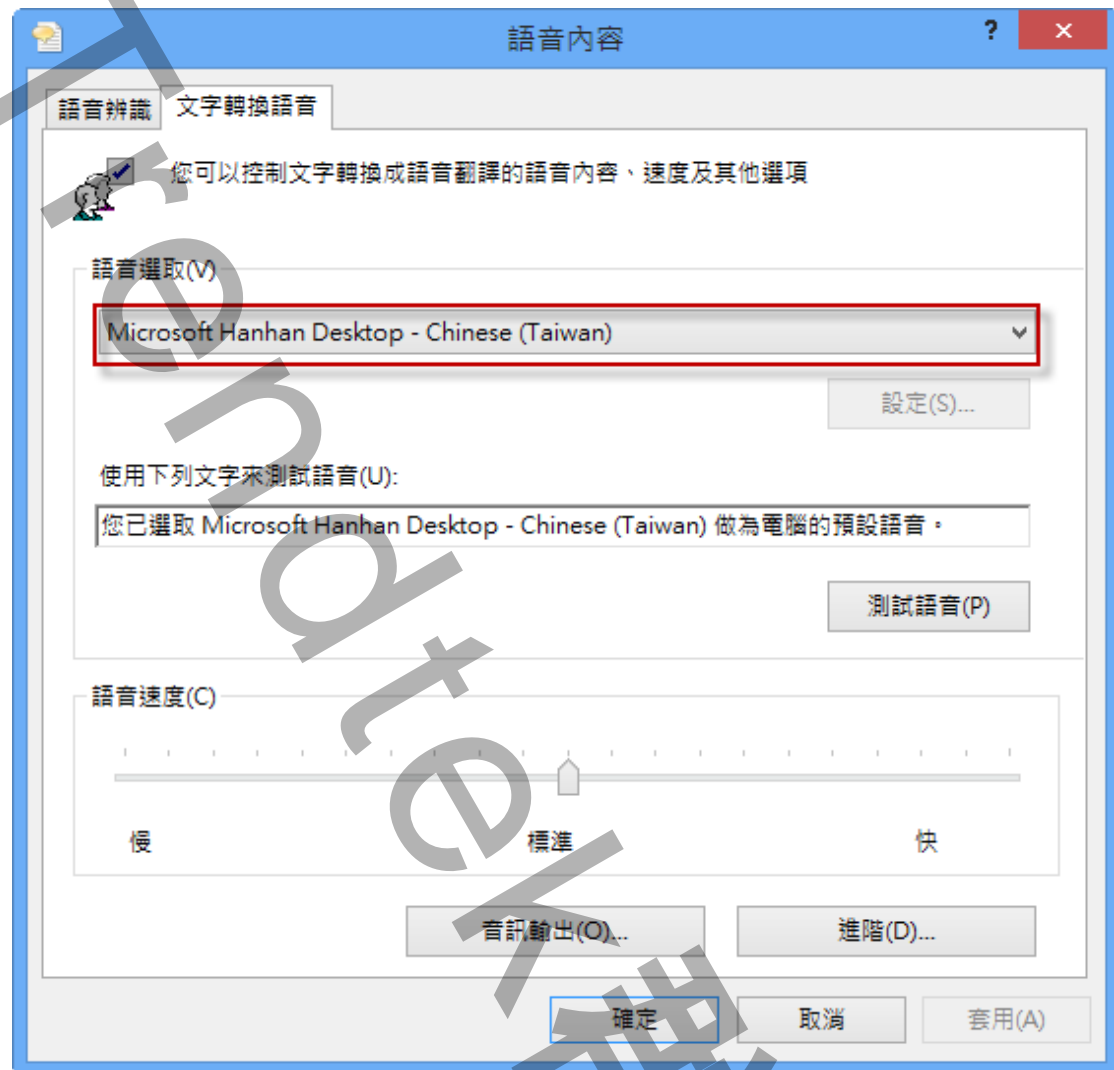 語音內容
?
語音辨識
文字轉換語音
您可以控制文字轉換成語音翻譯的語音內容、速度及其他選項
語音選取(V)
Microsoft Hanhan Desktop - Chinese (Taiwan)
設定(S)...
使用下列文字來測試語音(U):
您已選取 Microsoft Hanhan Desktop - Chinese (Taiwan) 做為電腦的預設語音。
測試語音(P)
語音速度(C)
慢
標準
快
音訊輸出(O)...
進階(D)...
確定
取消
套用(A)
Trendtek